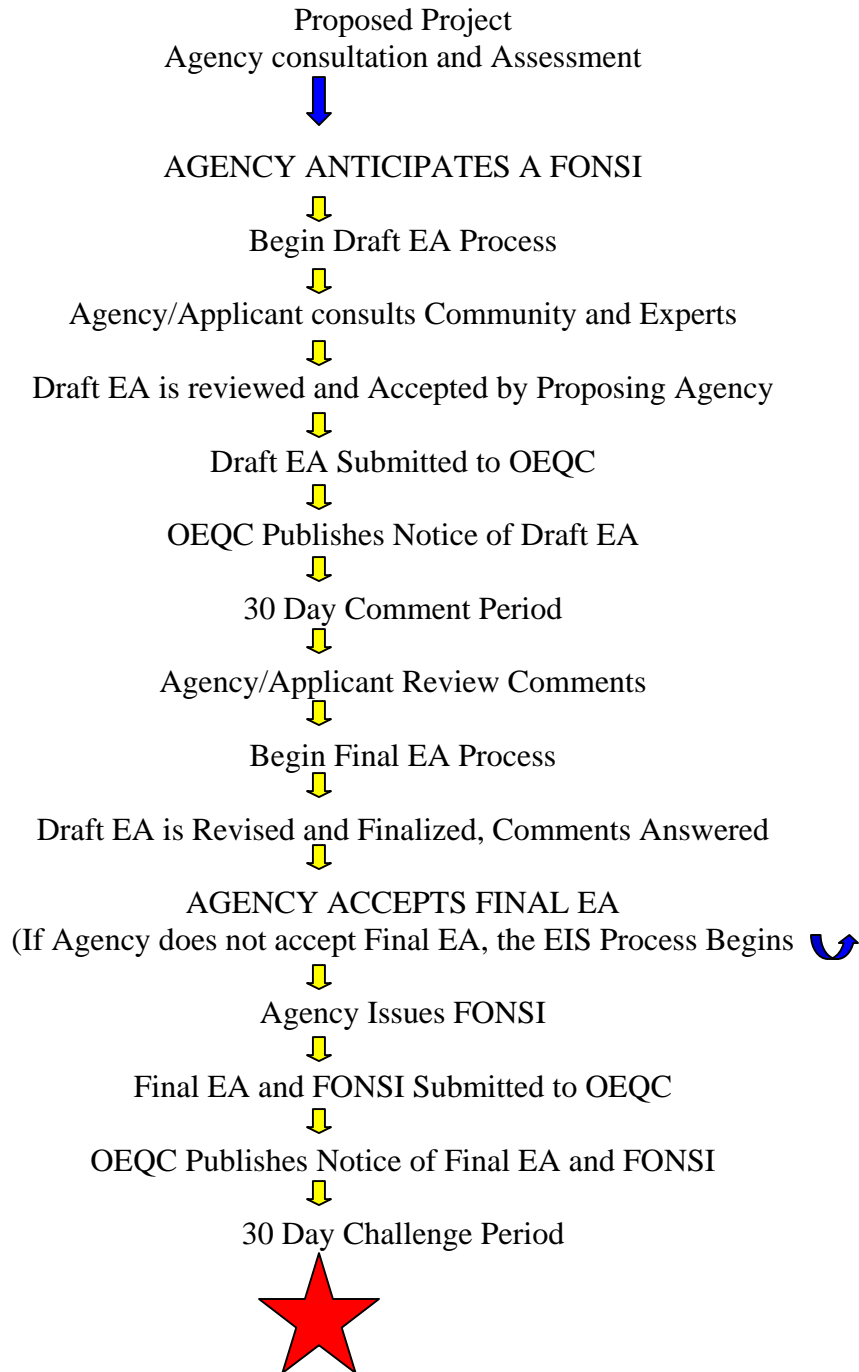 Proposed Project
Agency consultation and Assessment
AGENCY ANTICIPATES A FONSI
Begin Draft EA Process
Agency/Applicant consults Community and Experts
Draft EA is reviewed and Accepted by Proposing Agency
Draft EA Submitted to OEQC
OEQC Publishes Notice of Draft EA
30 Day Comment Period
Agency/Applicant Review Comments
Begin Final EA Process
Draft EA is Revised and Finalized, Comments Answered
AGENCY ACCEPTS FINAL EA
(If Agency does not accept Final EA, the EIS Process Begins
Agency Issues FONSI
Final EA and FONSI Submitted to OEQC
OEQC Publishes Notice of Final EA and FONSI
30 Day Challenge Period